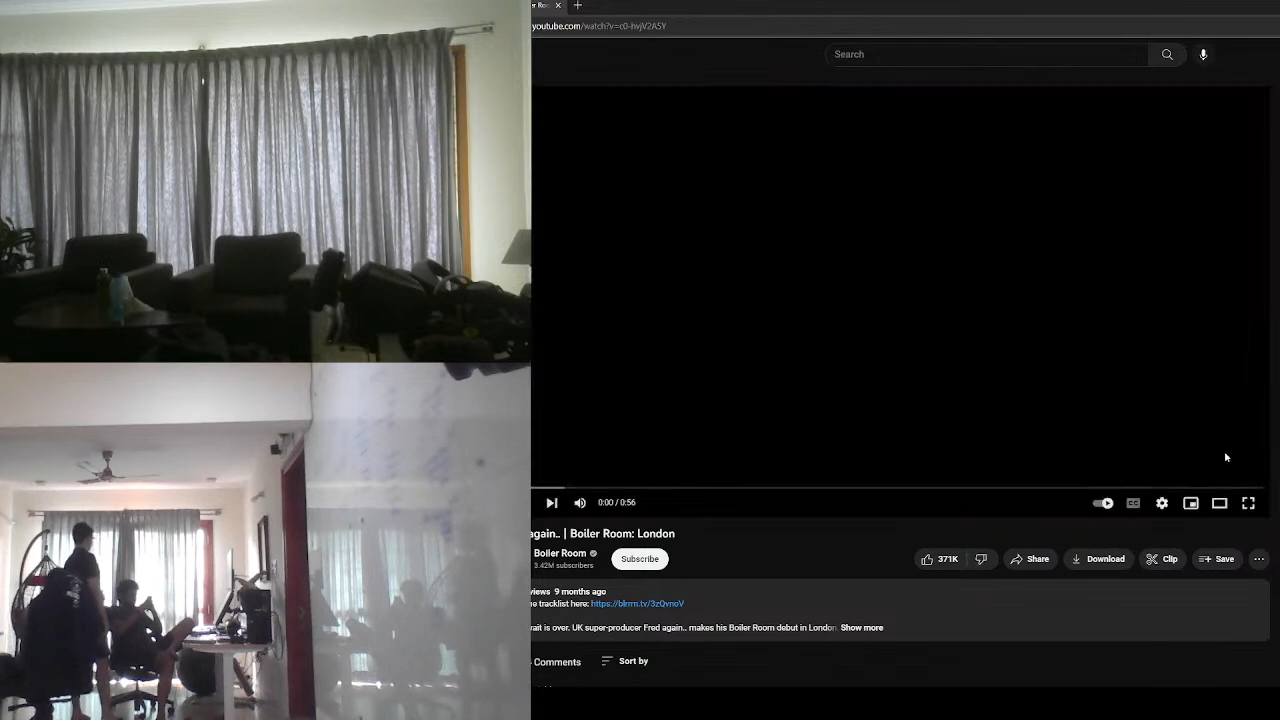 youtube.com/watch?v=c0-hvjV2A5Y
Search
0:00 / 0:56
again.. | Boiler Room: London
Boiler Room
3.42M subscribers
Subscribe
371K
Share
Download
Clip
Save
views 9 months ago
tracklist here: https://blrrm.tv/3zQvnoV
wait is over. UK super-producer Fred again.. makes his Boiler Room debut in London. Show more
Comments
Sort by